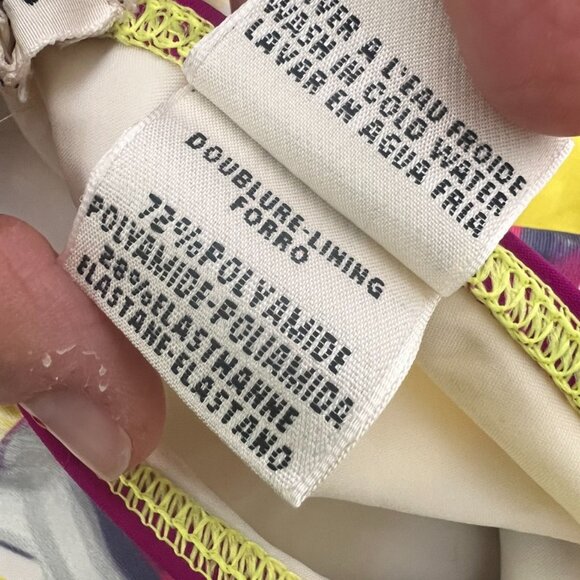 LAVER A L'EAU FROIDE
WASH IN COLD WATER
LAVAR EN AGUA FRIA
DOUBLURE-LINING
FORRO
72%POLYAMIDE
POLYAMIDE-POLIAMIDA
28%ELASTHANNE
ELASTANE-ELASTANO